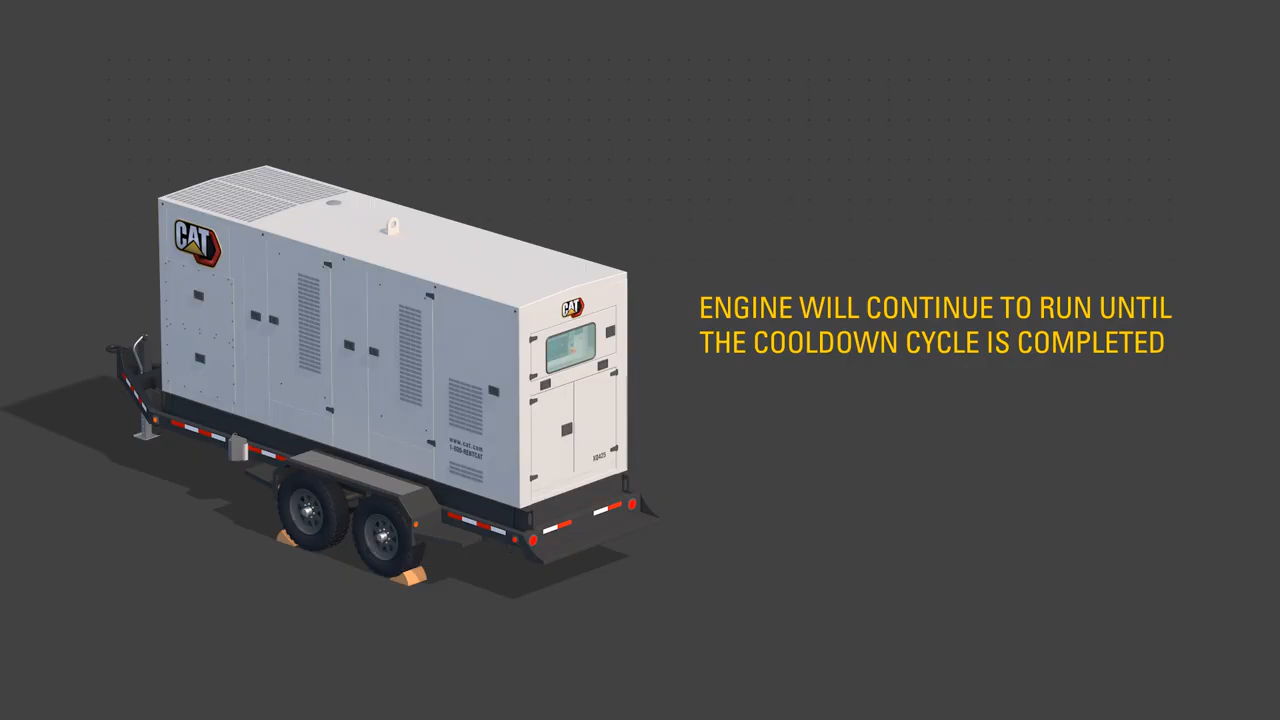 CAT
CAT
ENGINE WILL CONTINUE TO RUN UNTIL
THE COOLDOWN CYCLE IS COMPLETED
www.cat.com
1-800-RENTCAT
XQ425